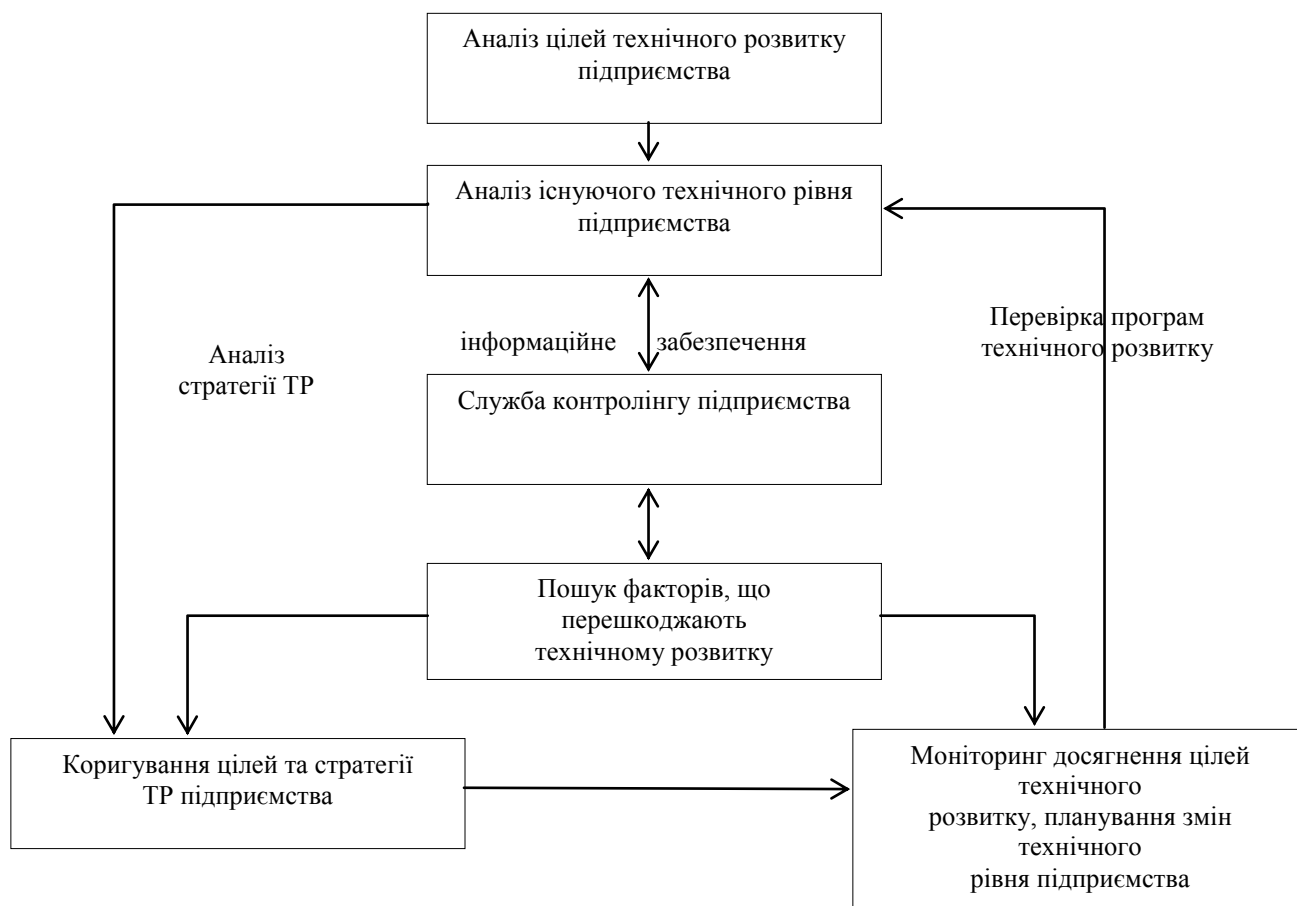 Аналіз цілей технічного розвитку
підприємства
Аналіз існуючого технічного рівня
підприємства
інформаційне забезпечення
Перевірка програм
технічного розвитку
Аналіз
стратегії ТР
Служба контролінгу підприємства
Пошук факторів, що
перешкоджають
технічному розвитку
Коригування цілей та стратегії
ТР підприємства
Моніторинг досягнення цілей
технічного
розвитку, планування змін
технічного
рівня підприємства